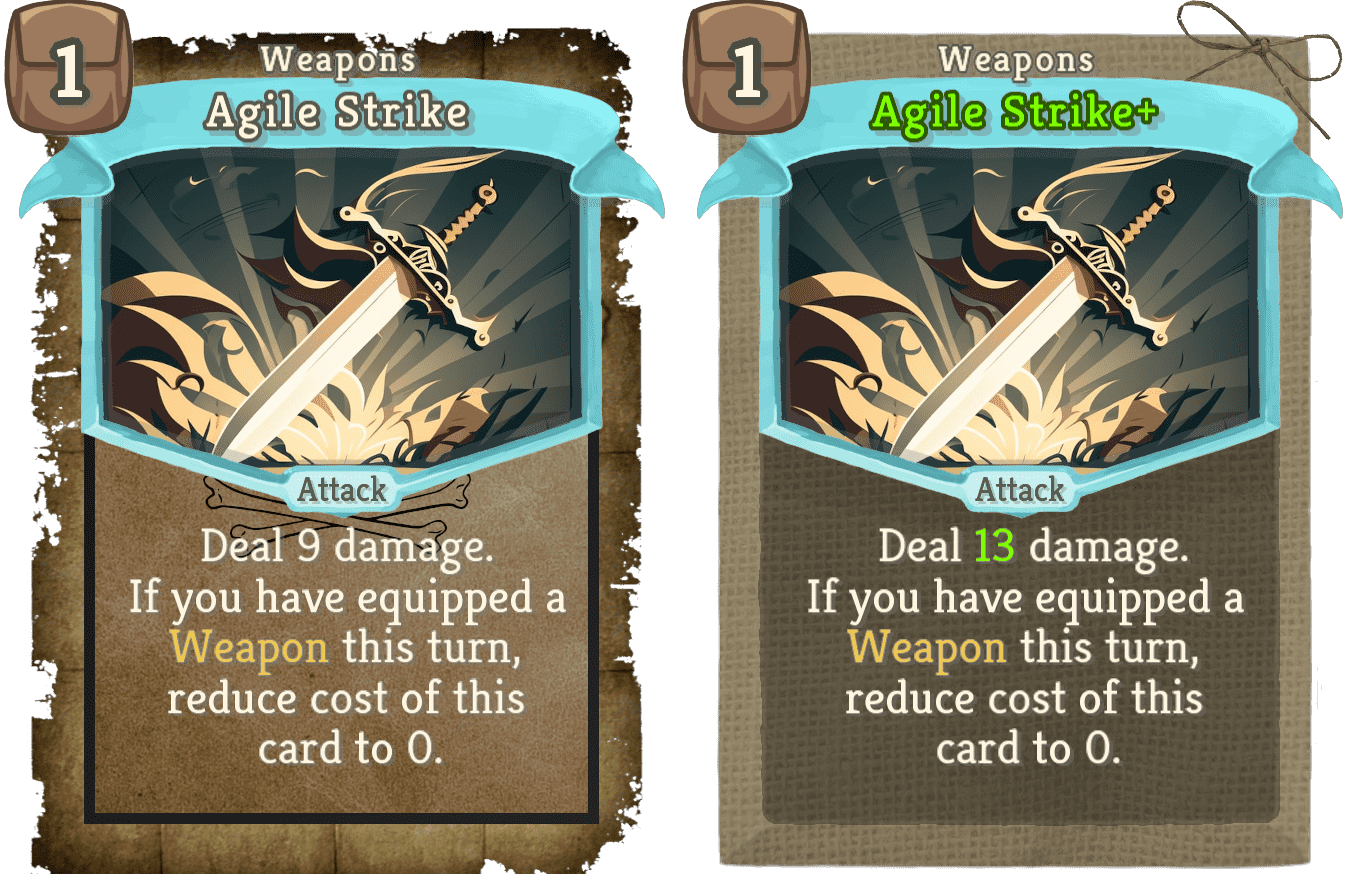 1
Weapons
Agile Strike
Attack
Deal 9 damage.
If you have equipped a
Weapon this turn,
reduce cost of this
card to 0.
1
Weapons
Agile Strike+
Attack
Deal 13 damage.
If you have equipped a
Weapon this turn,
reduce cost of this
card to 0.